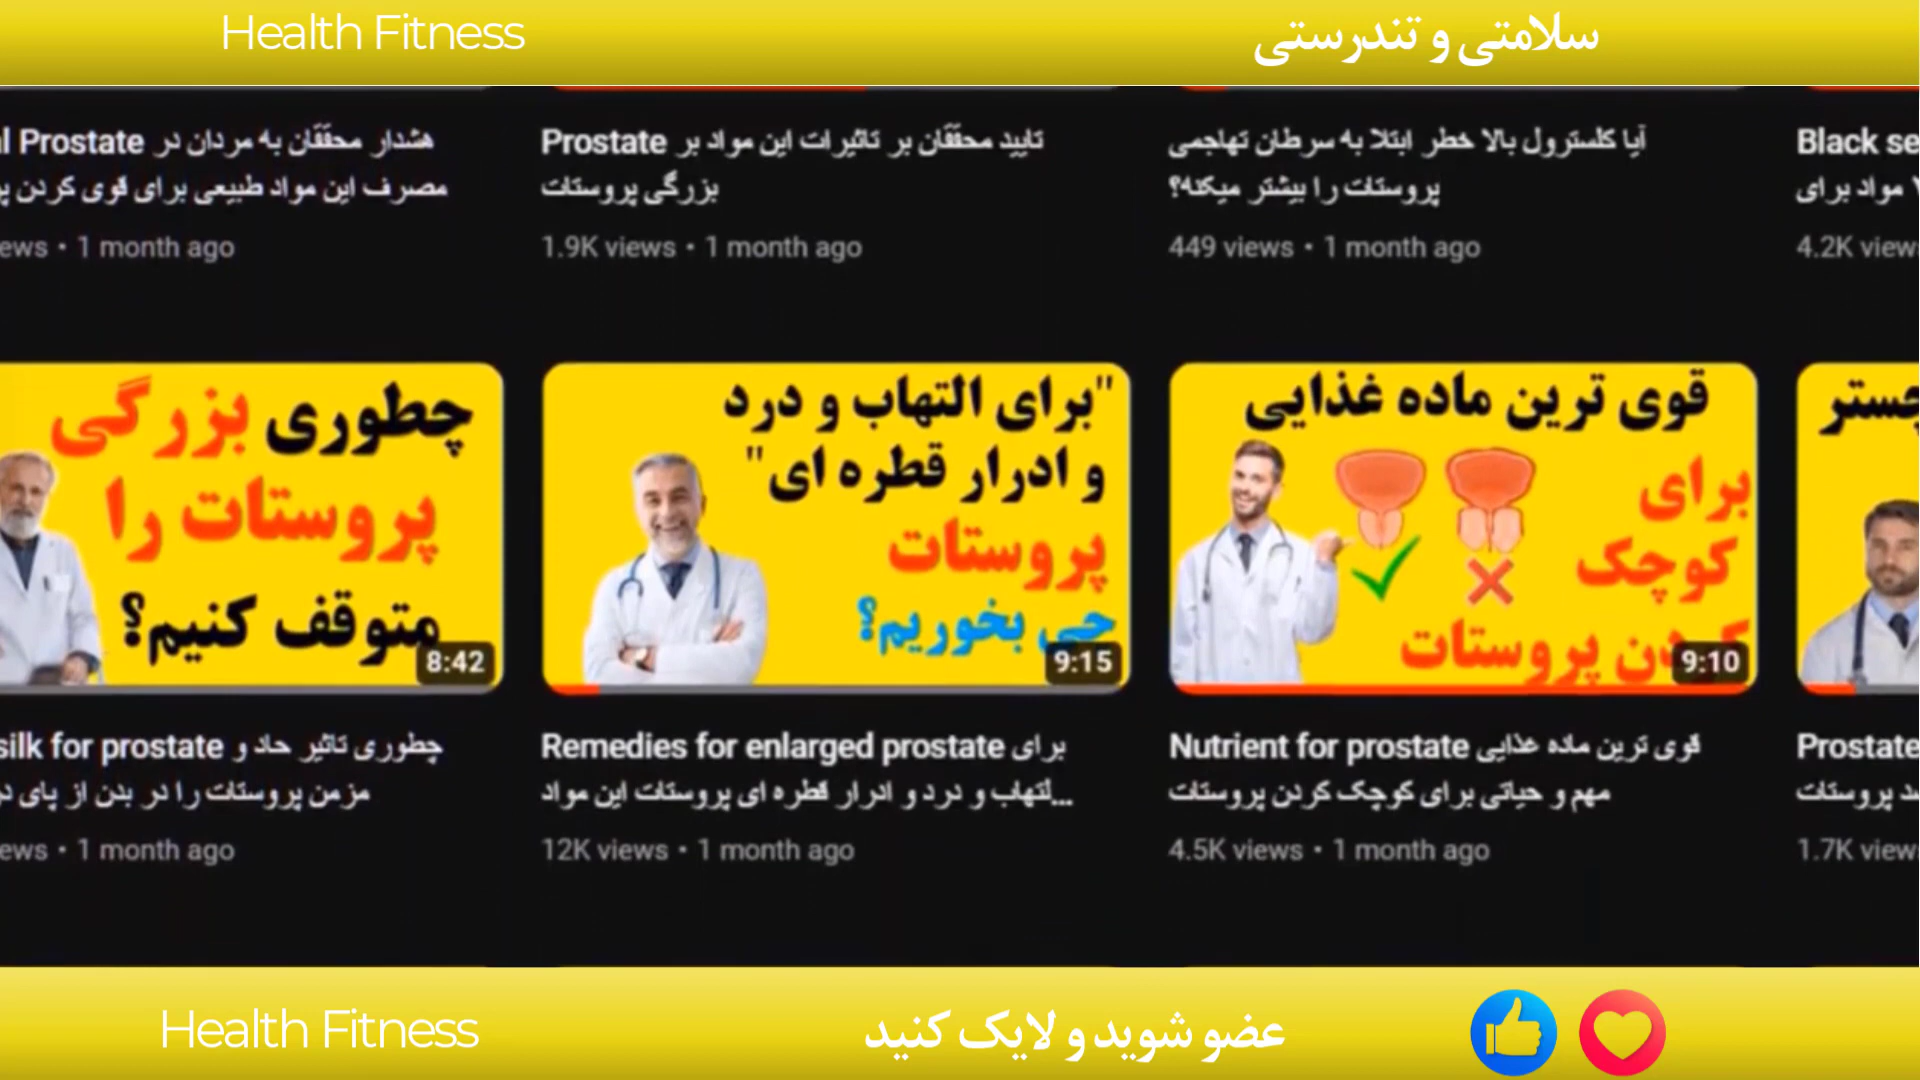 Health Fitness
سلامتی و تندرستی
Prostate هشدار محققان به مردان در
مصرف این مواد طبیعی برای قوی کردن
1 month ago
Prostate تایید محققان بر تاثیرات این مواد بر
بزرگی پروستات
1.9K views • 1 month ago
آیا کلسترول بالا خطر ابتلا به سرطان تهاجمی
پروستات را بیشتر میکنه؟
449 views • 1 month ago
Black
مواد برای
4.2K
چطوری بزرگی
پروستات را
متوقف کنیم؟
8:42
"برای التهاب و درد
و ادرار قطره ای"
پروستات
چی بخوریم؟
9:15
قوی ترین ماده غذایی
برای
کوچک
کردن پروستات
9:10
silk for prostate چطوری تاثیر حاد و
مزمن پروستات را در بدن از پای
1 month ago
Remedies for enlarged prostate برای
لتهاب و درد و ادرار قطره ای پروستات این مواد...
12K views • 1 month ago
Nutrient for prostate قوی ترین ماده غذایی
مهم و حیاتی برای کوچک کردن پروستات
4.5K views • 1 month ago
Prostate
پروستات
1.7K
Health Fitness
عضو شوید و لایک کنید